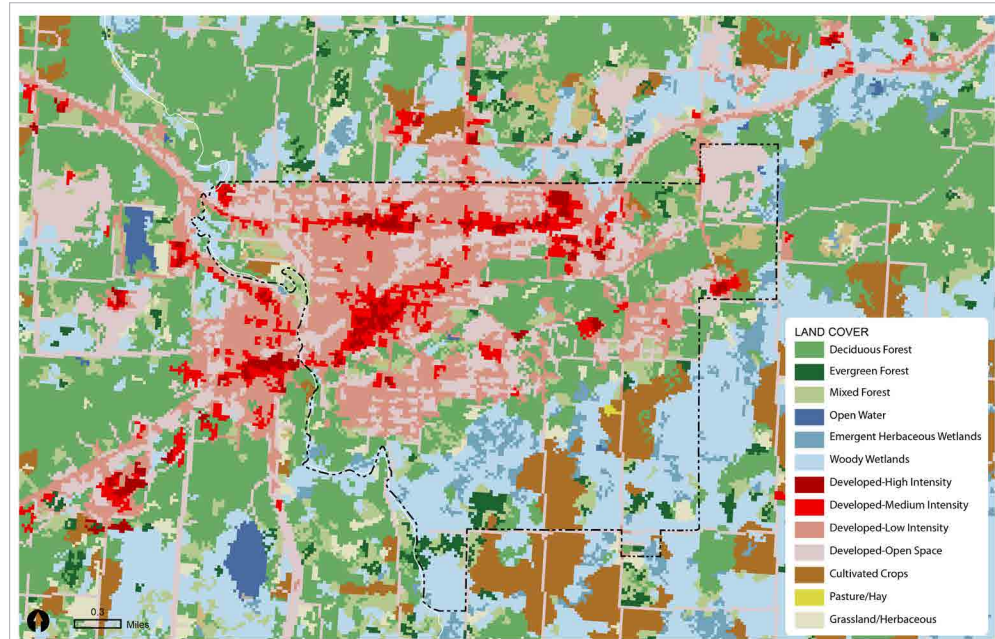 LAND COVER
Deciduous Forest
Evergreen Forest
Mixed Forest
Open Water
Emergent Herbaceous Wetlands
Woody Wetlands
Developed-High Intensity
Developed-Medium Intensity
Developed-Low Intensity
Developed-Open Space
Cultivated Crops
Pasture/Hay
Grassland/Herbaceous
0.3
Miles